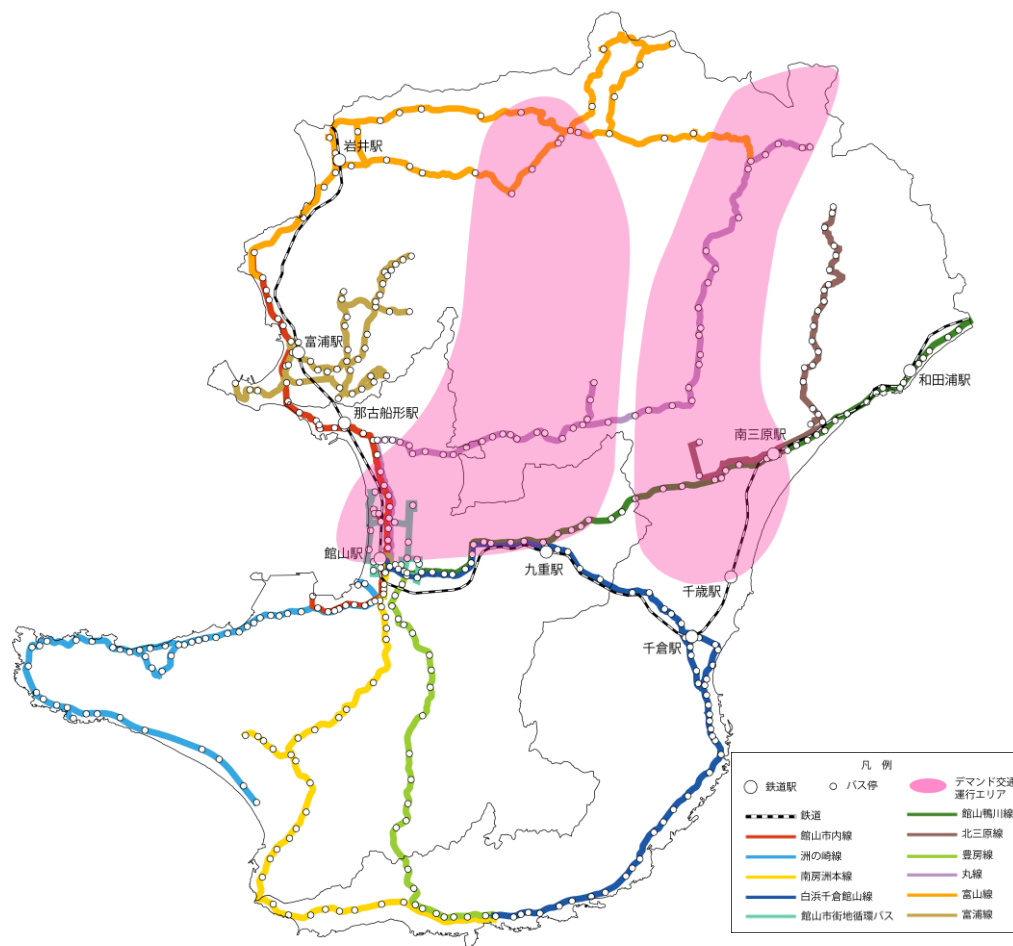 岩井駅
富浦駅
那古船形駅
和田浦駅
南三原駅
館山駅
九重駅
千歳駅
千倉駅
凡 例
鉄道駅
バス停
デマンド交通
運行エリア
鉄道
館山鴨川線
館山市内線
北三原線
洲の崎線
豊房線
南房洲本線
丸線
白浜千倉館山線
富山線
館山市街地循環バス
富浦線